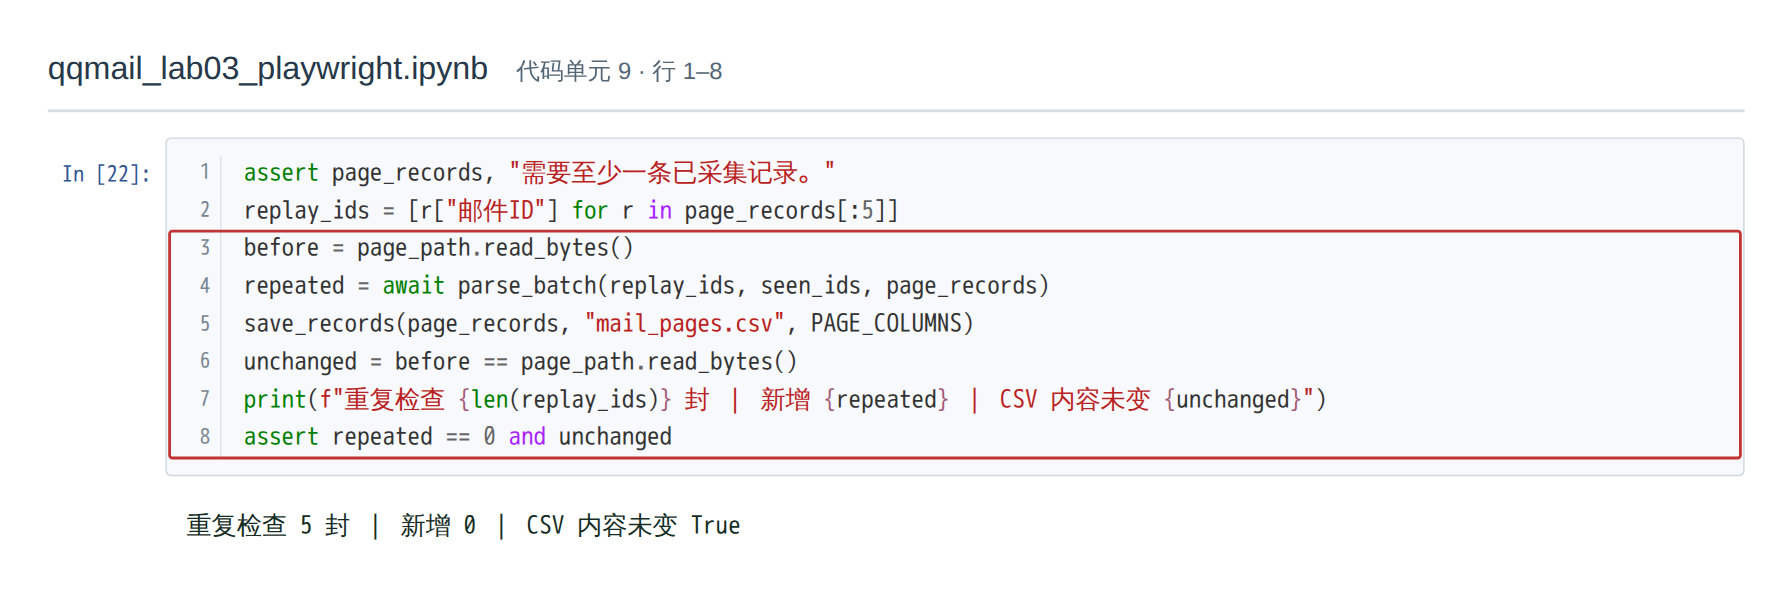 qqmail_lab03_playwright.ipynb 代码单元 9 · 行 1–8
In [22]:
1 assert page_records, "需要至少一条已采集记录。"
2 replay_ids = [r["邮件ID"] for r in page_records[:5]]
3 before = page_path.read_bytes()
4 repeated = await parse_batch(replay_ids, seen_ids, page_records)
5 save_records(page_records, "mail_pages.csv", PAGE_COLUMNS)
6 unchanged = before == page_path.read_bytes()
7 print(f"重复检查 {len(replay_ids)} 封 | 新增 {repeated} | CSV 内容未变 {unchanged}")
8 assert repeated == 0 and unchanged
重复检查 5 封 | 新增 0 | CSV 内容未变 True